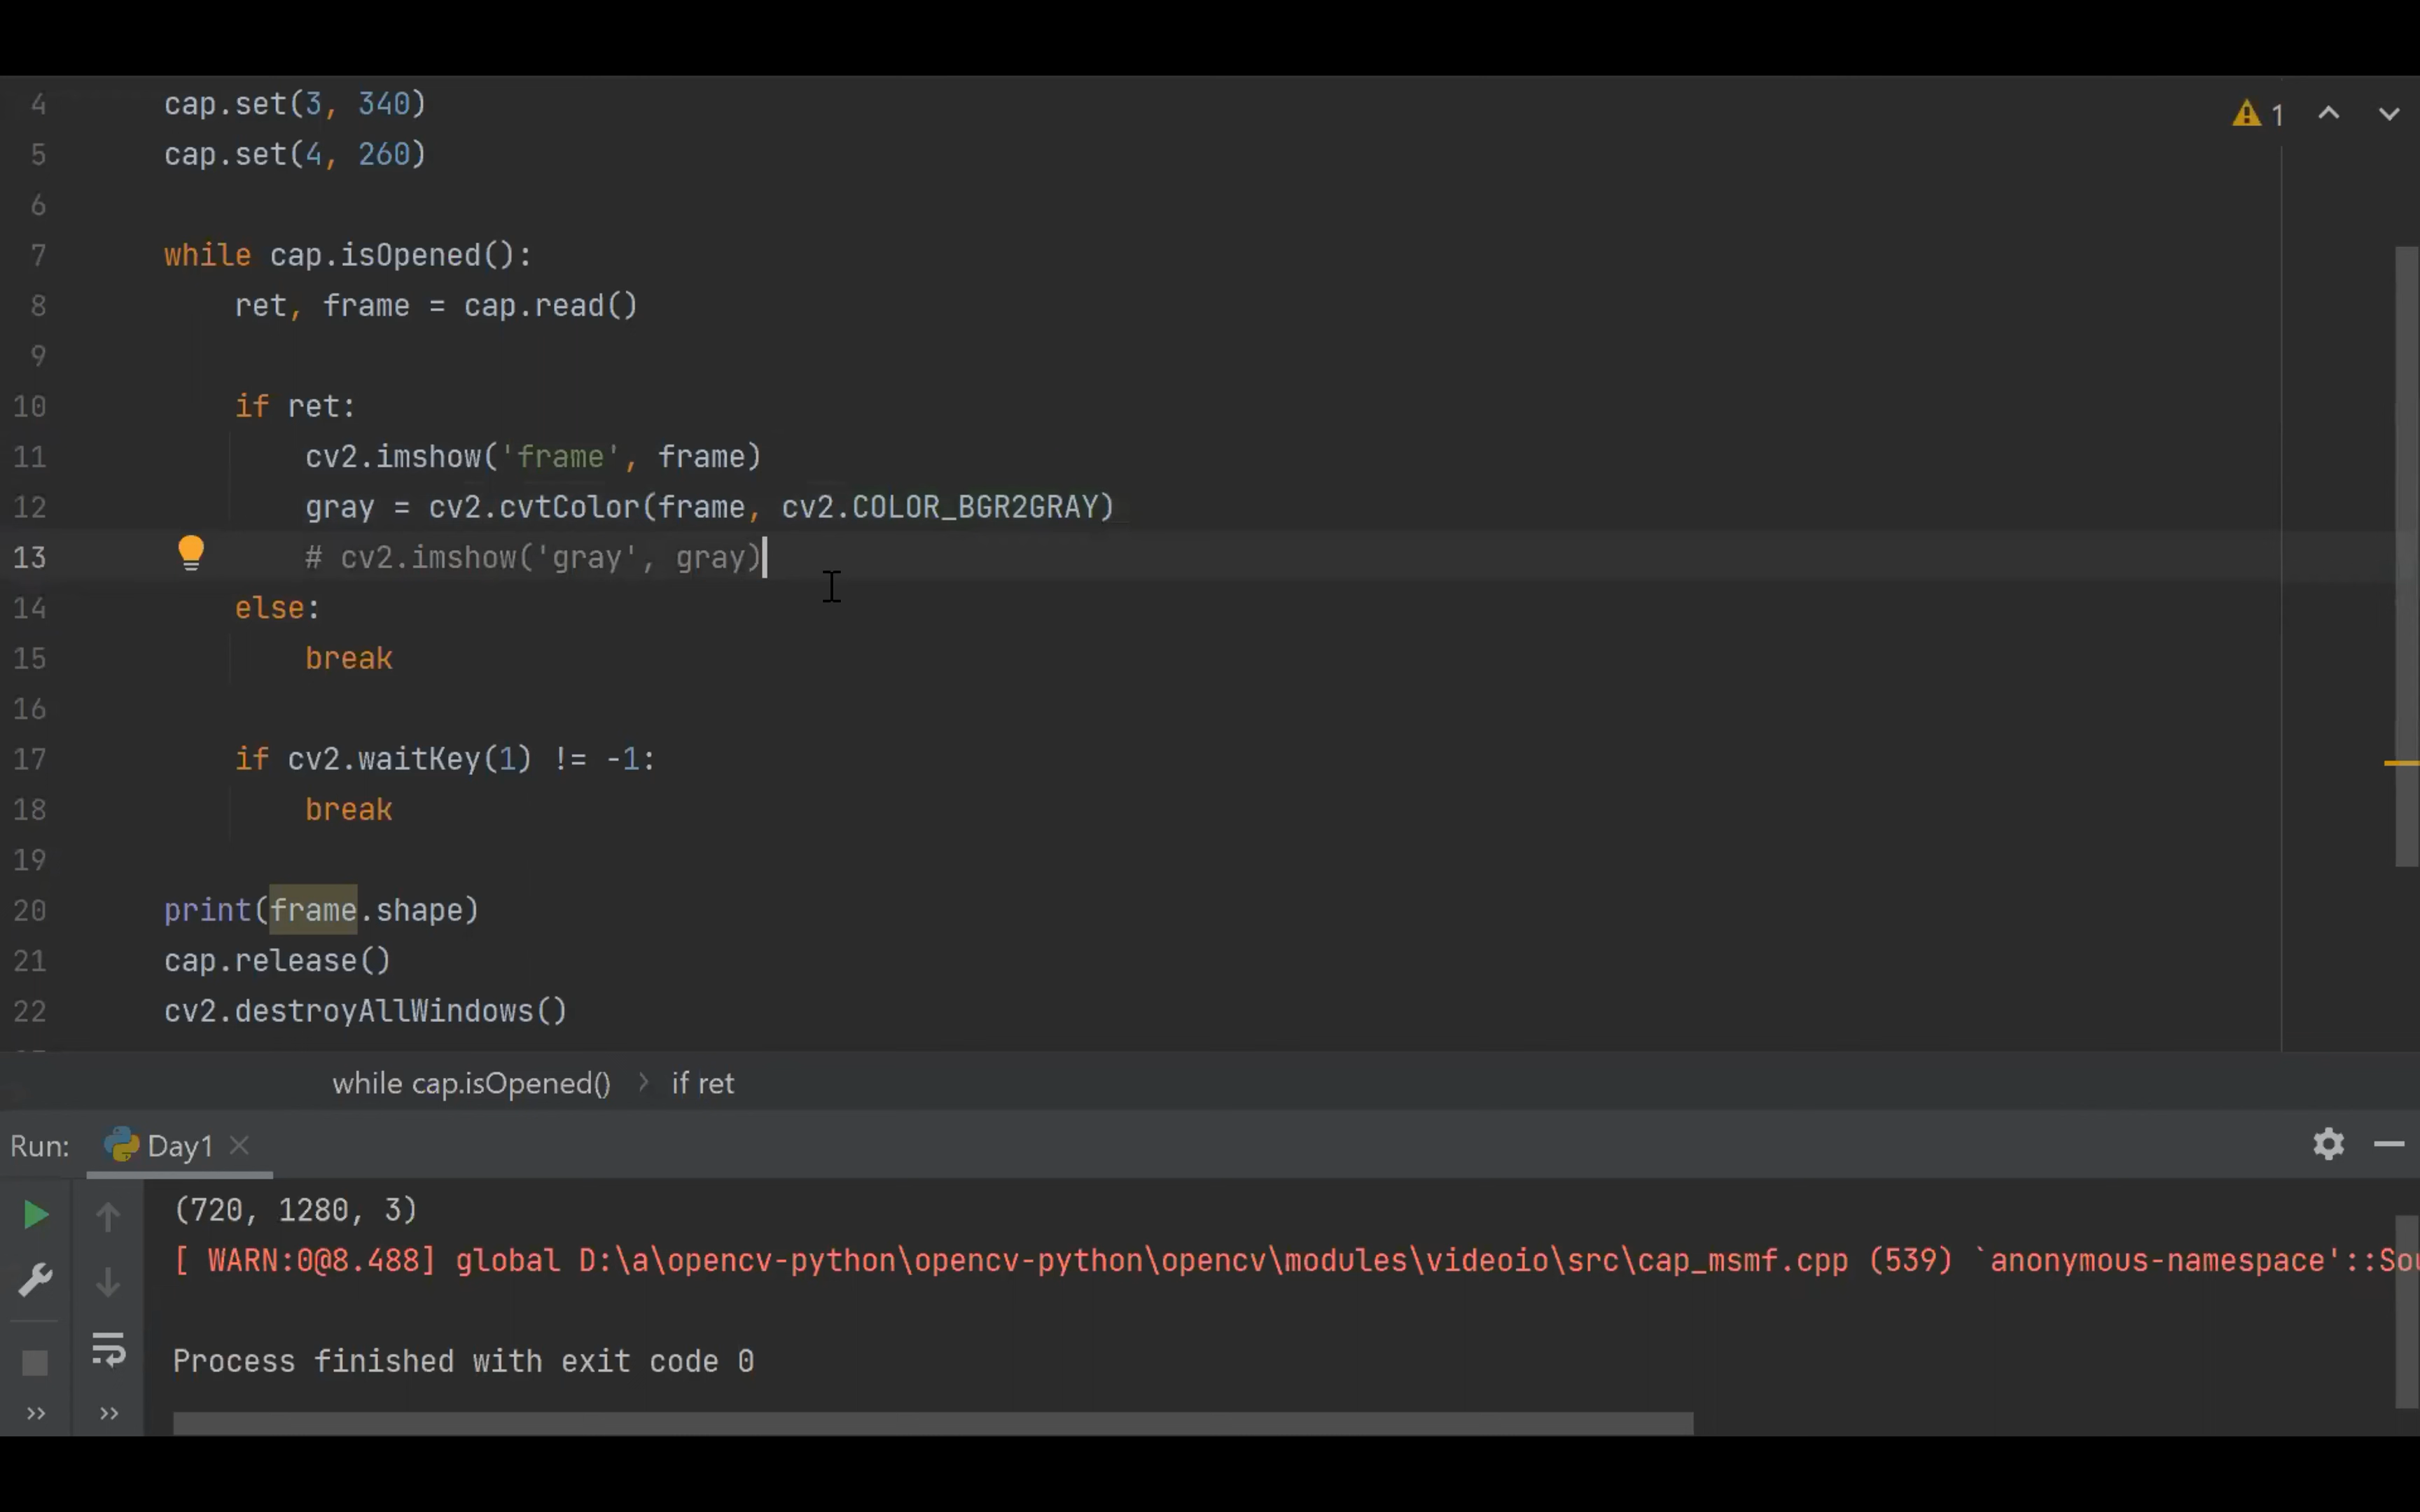 4 cap.set(3, 340)
5 cap.set(4, 260)
6
7 while cap.isOpened():
8 ret, frame = cap.read()
9
10 if ret:
11 cv2.imshow('frame', frame)
12 gray = cv2.cvtColor(frame, cv2.COLOR_BGR2GRAY)
13 # cv2.imshow('gray', gray)
14 else:
15 break
16
17 if cv2.waitKey(1) != -1:
18 break
19
20 print(frame.shape)
21 cap.release()
22 cv2.destroyAllWindows()
1
while cap.isOpened() › if ret
Run: Day1
(720, 1280, 3)
[ WARN:0@8.488] global D:\a\opencv-python\opencv-python\opencv\modules\videoio\src\cap_msmf.cpp (539) `anonymous-namespace'::Sou
Process finished with exit code 0